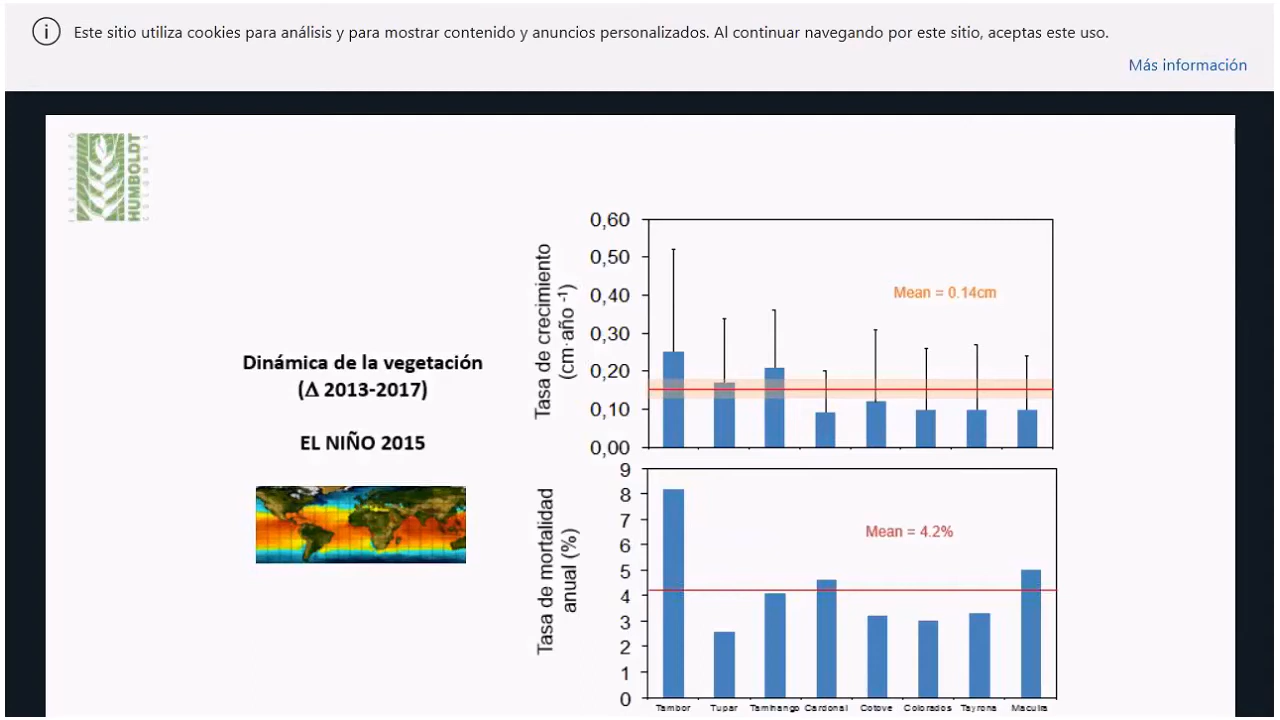 Este sitio utiliza cookies para análisis y para mostrar contenido y anuncios personalizados. Al continuar navegando por este sitio, aceptas este uso.
Más información
INSTITUTO
HUMBOLDT
COLOMBIA
Dinámica de la vegetación
(Δ 2013-2017)
EL NIÑO 2015
Tasa de crecimiento
(cm·año ⁻¹)
0,60
0,50
0,40
0,30
0,20
0,10
0,00
Mean = 0.14cm
Tasa de mortalidad
anual (%)
9
8
7
6
5
4
3
2
1
0
Mean = 4.2%
Tambor Tupar Taminango Cardonal Cotove Colorados Tayrona Macuira